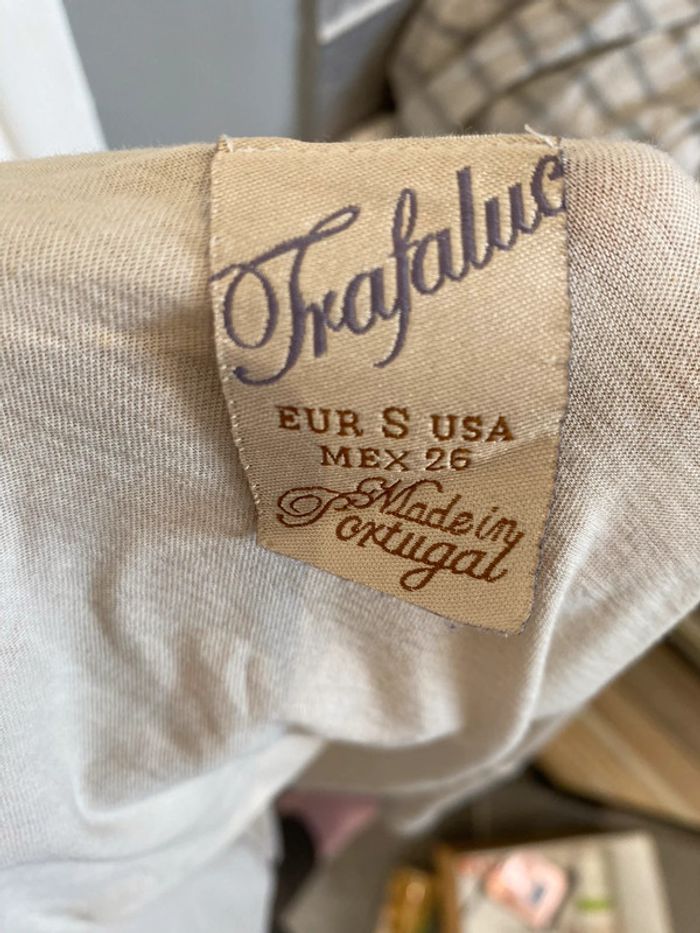 Trafaluc
EUR S USA
MEX 26
Made in
Portugal